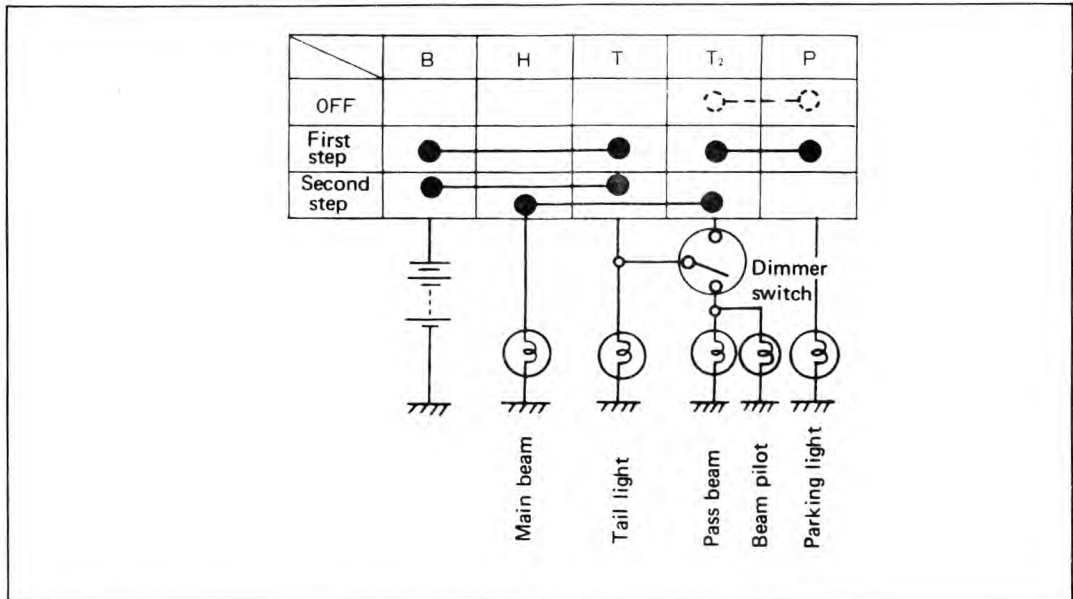 B H T T₂ P
OFF
First
step
Second
step
Dimmer
switch
Main beam
Tail light
Pass beam
Beam pilot
Parking light